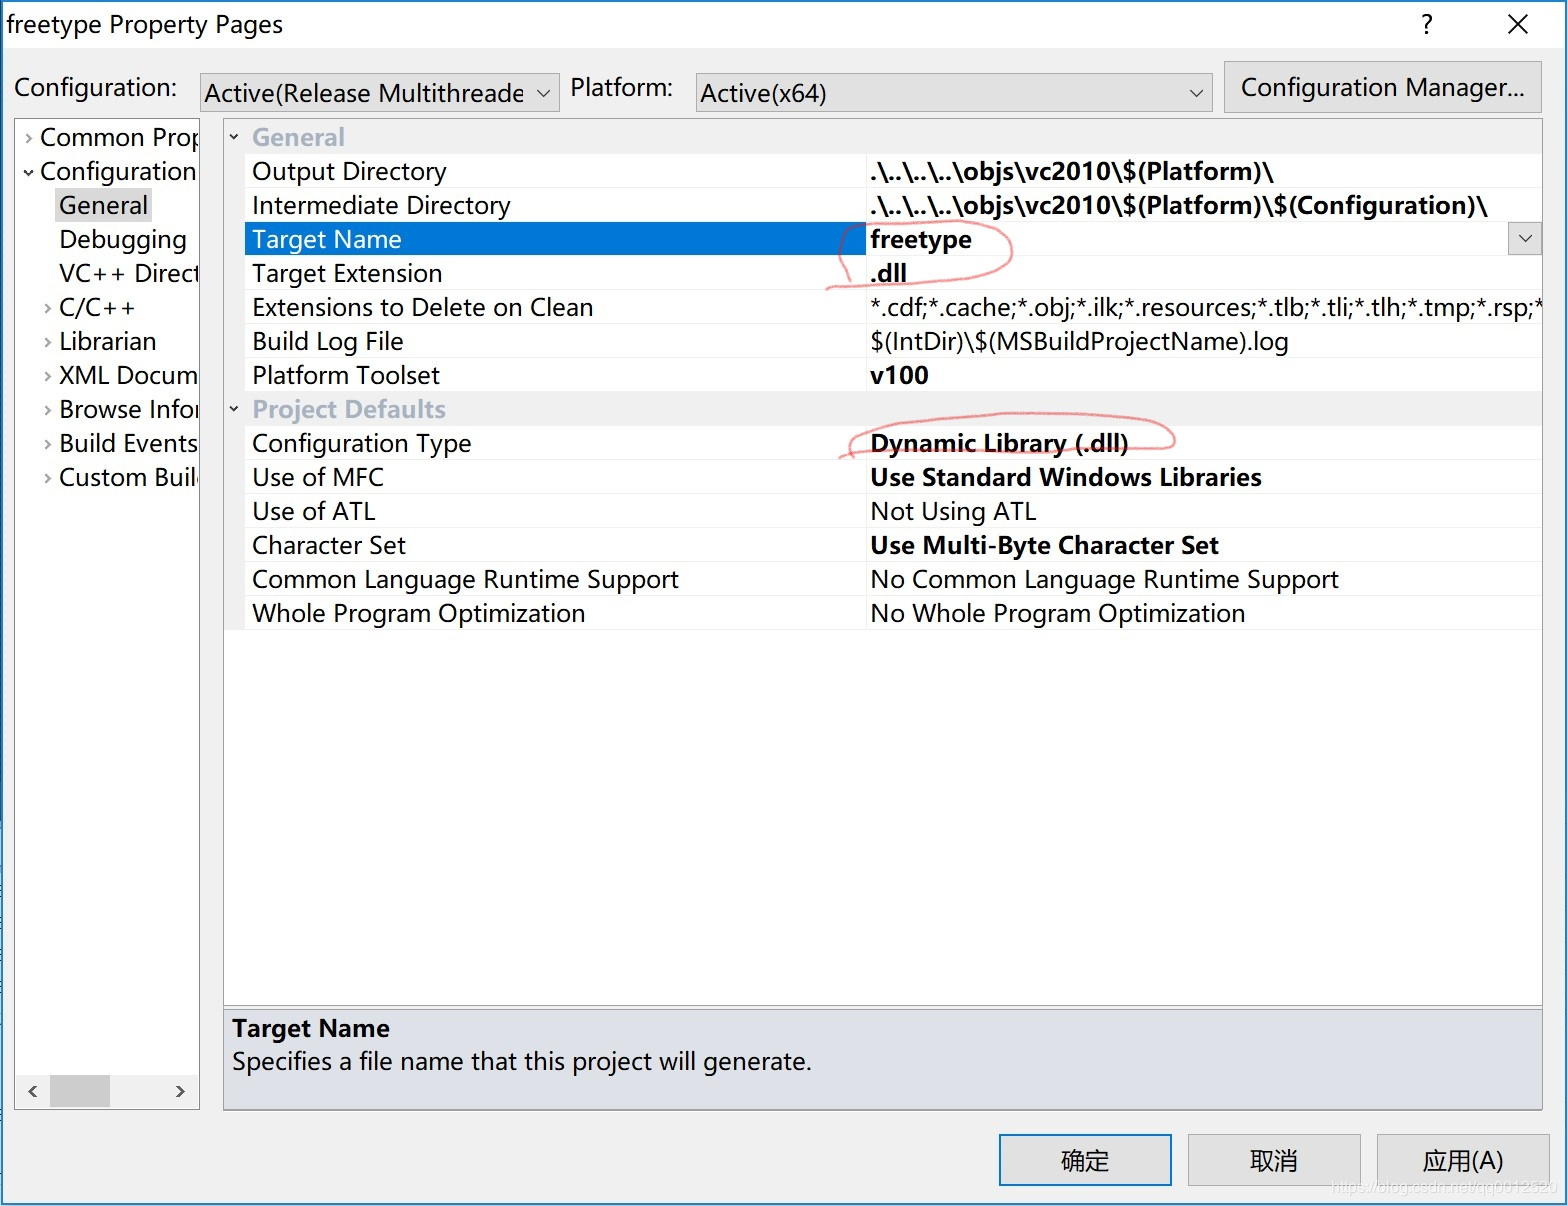 freetype Property Pages
?
Configuration:
Active(Release Multithreade
Platform:
Active(x64)
Configuration Manager...
Common Prop
Configuration
General
Debugging
VC++ Direct
C/C++
Librarian
XML Docum
Browse Infor
Build Events
Custom Buil
General
Output Directory .\..\..\..\objs\vc2010\$(Platform)\
Intermediate Directory .\..\..\..\objs\vc2010\$(Platform)\$(Configuration)\
Target Name freetype
Target Extension .dll
Extensions to Delete on Clean *.cdf;*.cache;*.obj;*.ilk;*.resources;*.tlb;*.tli;*.tlh;*.tmp;*.rsp;*
Build Log File $(IntDir)\$(MSBuildProjectName).log
Platform Toolset v100
Project Defaults
Configuration Type Dynamic Library (.dll)
Use of MFC Use Standard Windows Libraries
Use of ATL Not Using ATL
Character Set Use Multi-Byte Character Set
Common Language Runtime Support No Common Language Runtime Support
Whole Program Optimization No Whole Program Optimization
Target Name
Specifies a file name that this project will generate.
确定
取消
应用(A)
https://blog.csdn.net/qq0012520